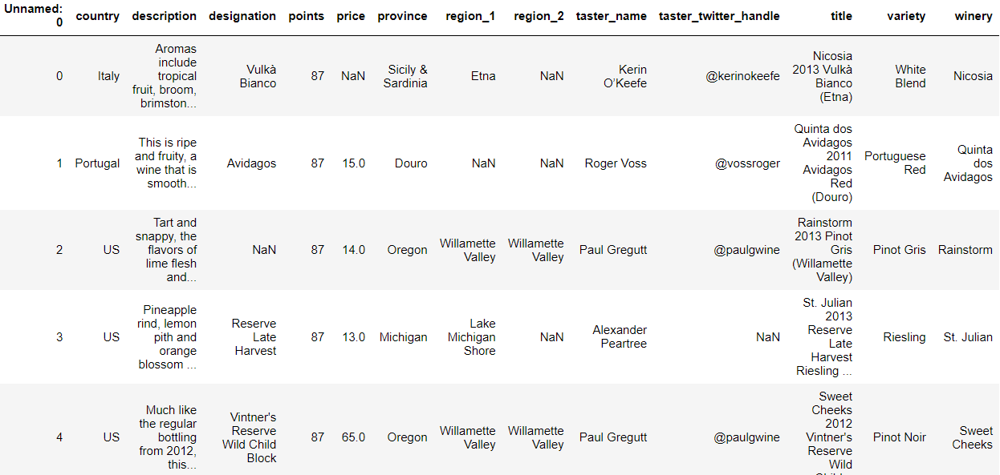 Unnamed:
0
country
description
designation
points
price
province
region_1
region_2
taster_name
taster_twitter_handle
title
variety
winery
0
Italy
Aromas
include
tropical
fruit, broom,
brimston...
Vulkà
Bianco
87
NaN
Sicily &
Sardinia
Etna
NaN
Kerin
O’Keefe
@kerinokeefe
Nicosia
2013 Vulkà
Bianco
(Etna)
White
Blend
Nicosia
1
Portugal
This is ripe
and fruity, a
wine that is
smooth...
Avidagos
87
15.0
Douro
NaN
NaN
Roger Voss
@vossroger
Quinta dos
Avidagos
2011
Avidagos
Red
(Douro)
Portuguese
Red
Quinta
dos
Avidagos
2
US
Tart and
snappy, the
flavors of
lime flesh
and...
NaN
87
14.0
Oregon
Willamette
Valley
Willamette
Valley
Paul Gregutt
@paulgwine
Rainstorm
2013 Pinot
Gris
(Willamette
Valley)
Pinot Gris
Rainstorm
3
US
Pineapple
rind, lemon
pith and
orange
blossom ...
Reserve
Late
Harvest
87
13.0
Michigan
Lake
Michigan
Shore
NaN
Alexander
Peartree
NaN
St. Julian
2013
Reserve
Late
Harvest
Riesling ...
Riesling
St. Julian
4
US
Much like
the regular
bottling
from 2012,
this...
Vintner's
Reserve
Wild Child
Block
87
65.0
Oregon
Willamette
Valley
Willamette
Valley
Paul Gregutt
@paulgwine
Sweet
Cheeks
2012
Vintner's
Reserve
Wild
Pinot Noir
Sweet
Cheeks